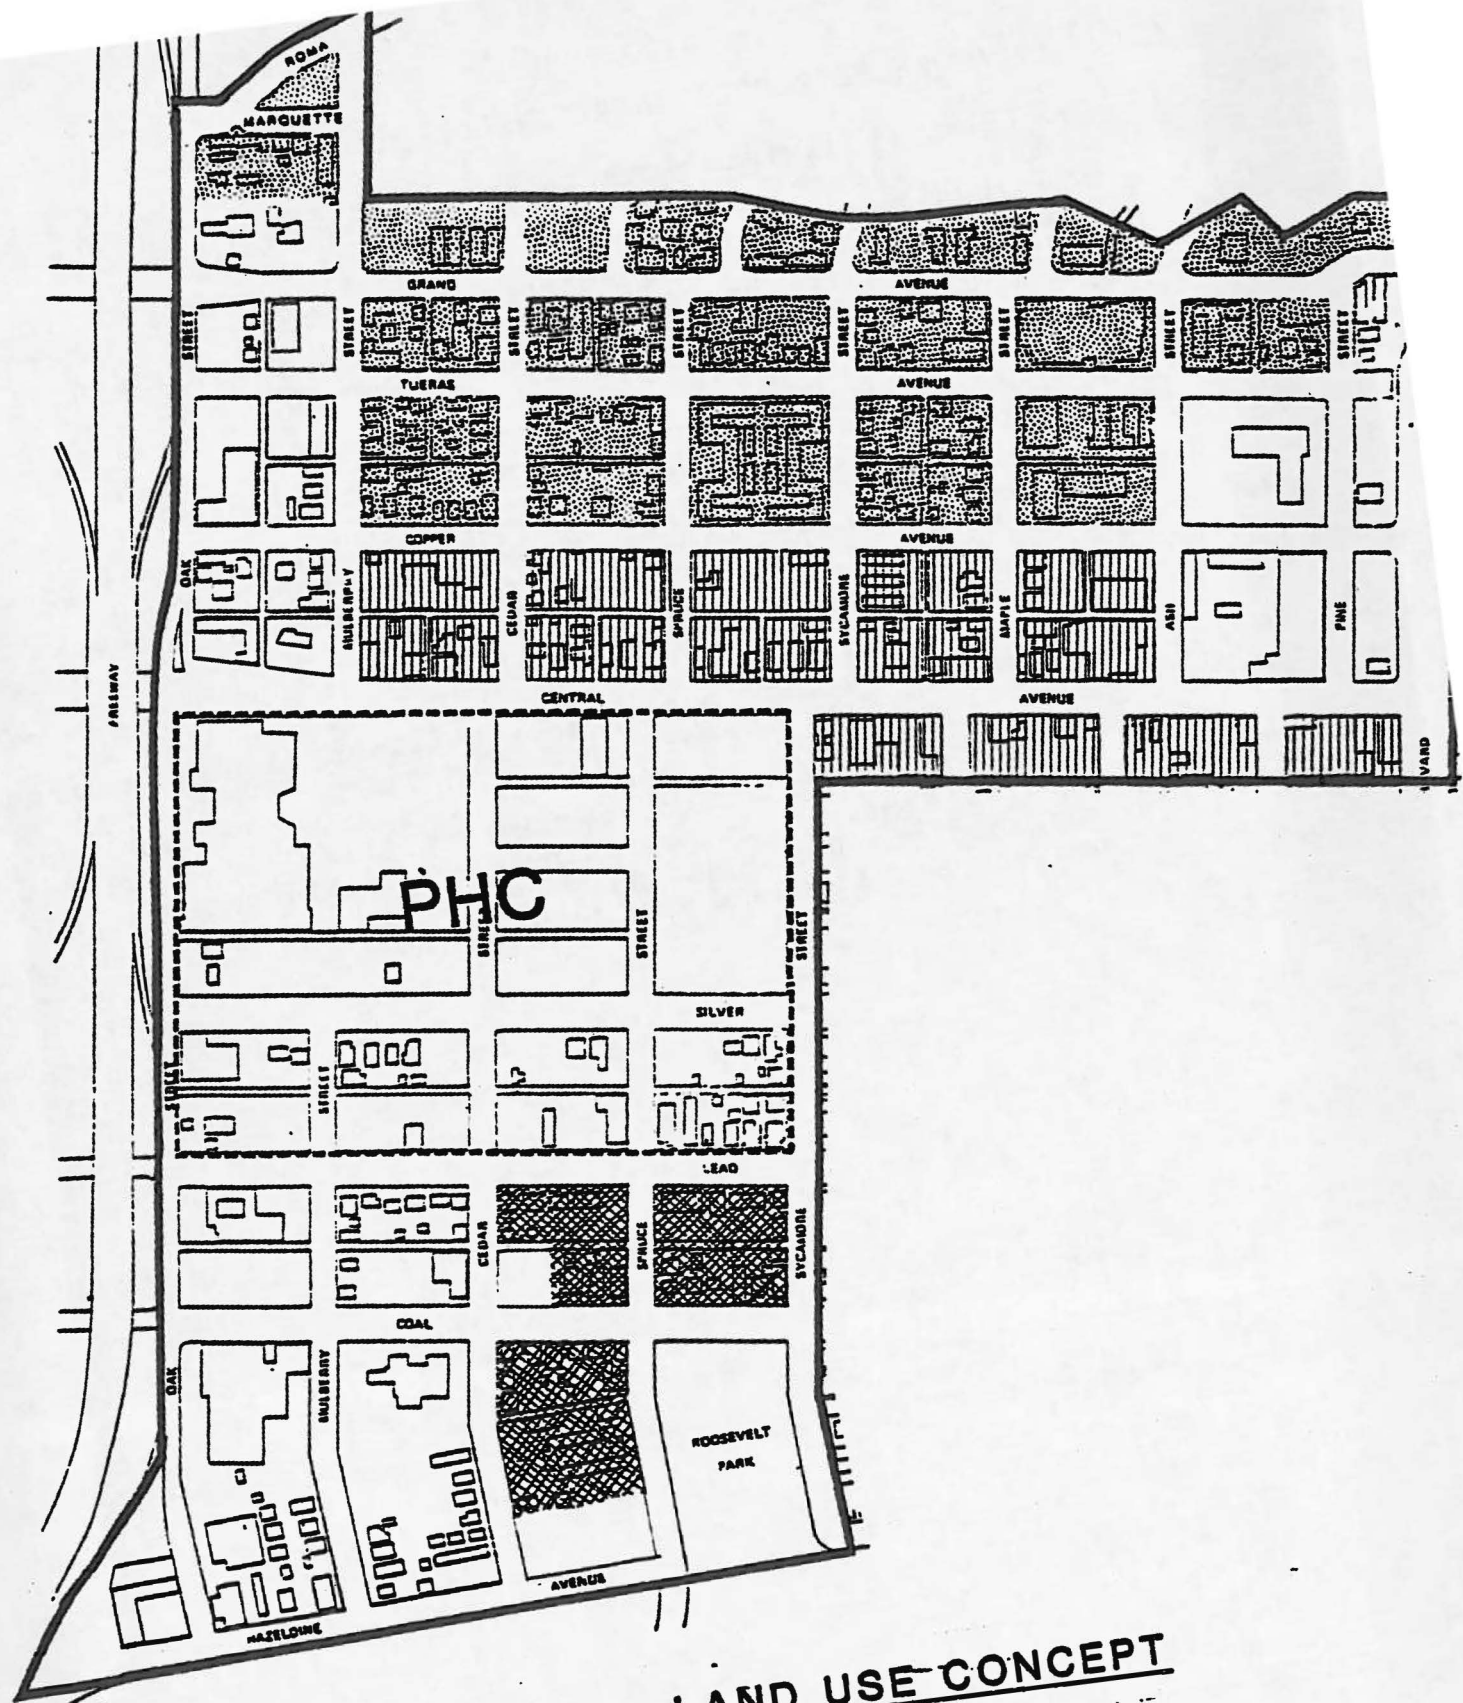 ROMA
MARQUETTE
GRAND AVENUE
STREET STREET STREET STREET STREET STREET STREET STREET
TIJERAS AVENUE
COPPER AVENUE
OAK MULBERRY CEDAR SPRUCE SYCAMORE MAPLE ASH PINE
FREEWAY
CENTRAL AVENUE
VARD
PHC
STREET STREET STREET
SILVER
STREET STREET
LEAD
CEDAR SPRUCE SYCAMORE
COAL
OAK MULBERRY
ROOSEVELT
PARK
AVENUE
HAZELDINE
LAND USE CONCEPT